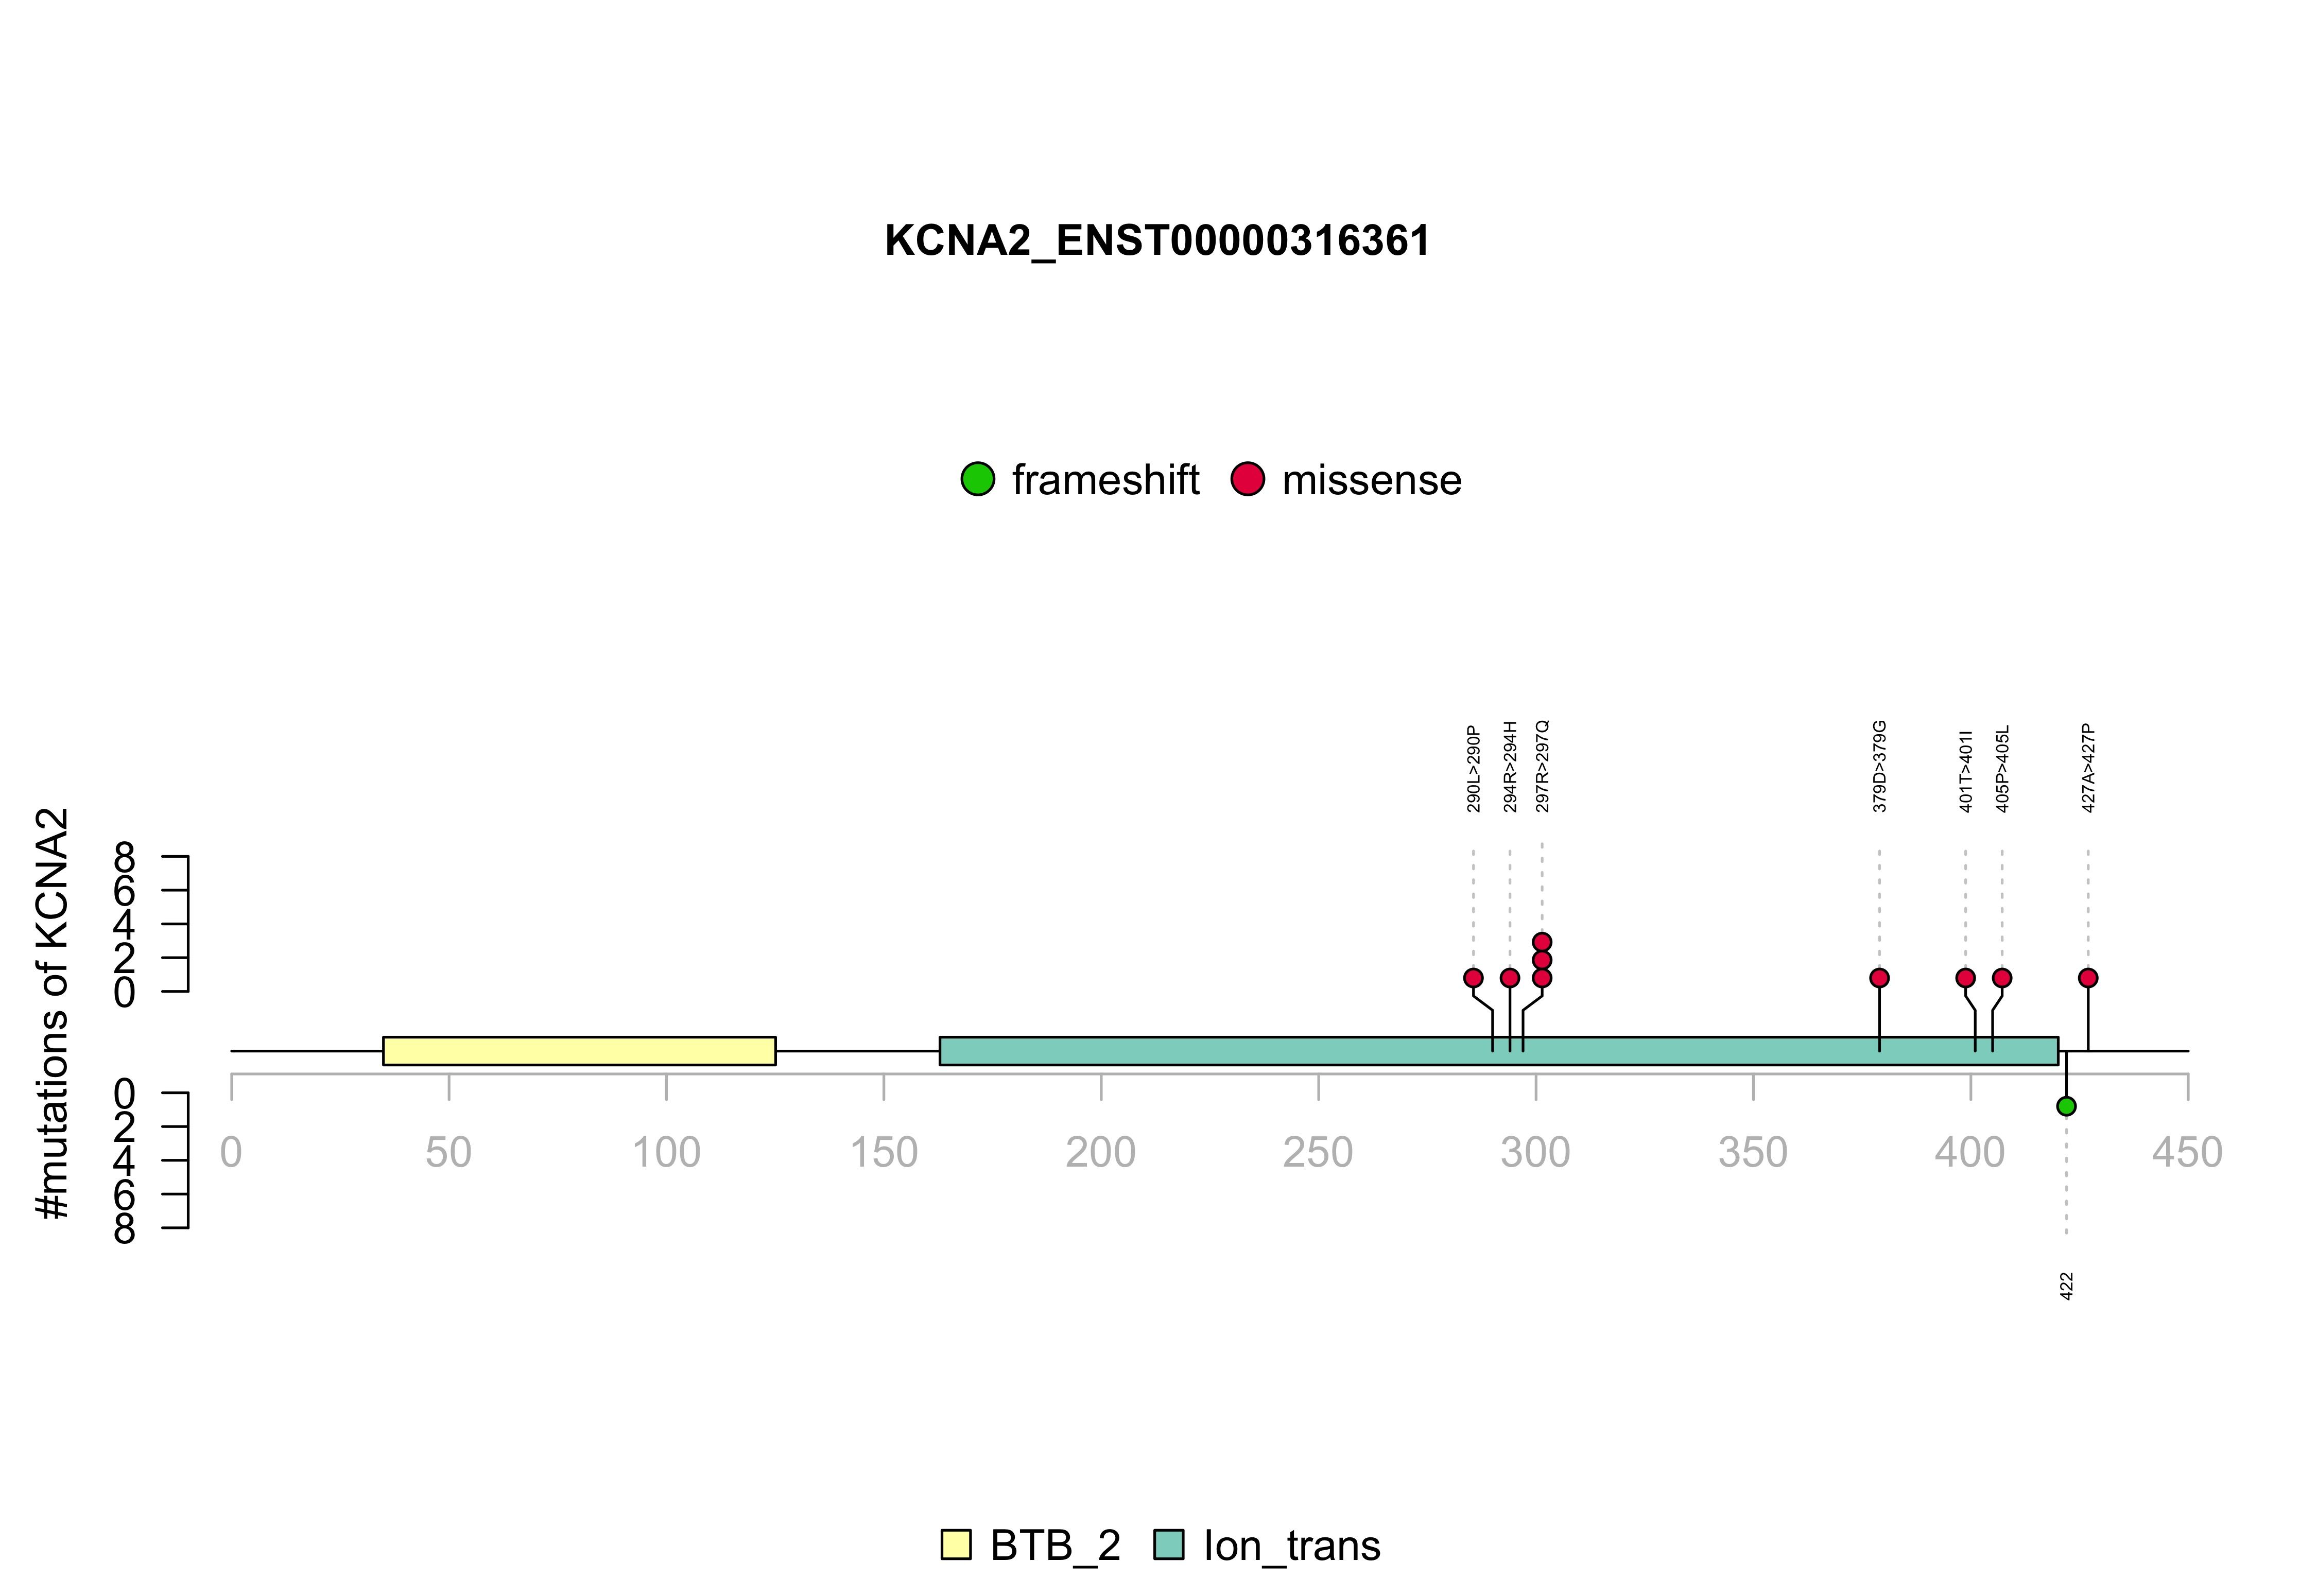 KCNA2_ENST00000316361
frameshift missense
290L>290P
294R>294H
297R>297Q
379D>379G
401T>401I
405P>405L
427A>427P
#mutations of KCNA2
8
6
4
2
0
0
2
4
6
8
0 50 100 150 200 250 300 350 400 450
422
BTB_2 Ion_trans